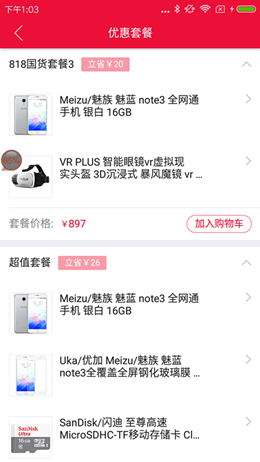 下午1:03
优惠套餐
818国货套餐3 立省￥20
Meizu/魅族 魅蓝 note3 全网通
手机 银白 16GB
VR PLUS 智能眼镜vr虚拟现
实头盔 3D沉浸式 暴风魔镜 vr ...
套餐价格: ￥897 加入购物车
超值套餐 立省￥26
Meizu/魅族 魅蓝 note3 全网通
手机 银白 16GB
Uka/优加 Meizu/魅族 魅蓝
note3全覆盖全屏钢化玻璃膜 ...
SanDisk
Ultra
16
SanDisk/闪迪 至尊高速
MicroSDHC-TF移动存储卡 Cl...